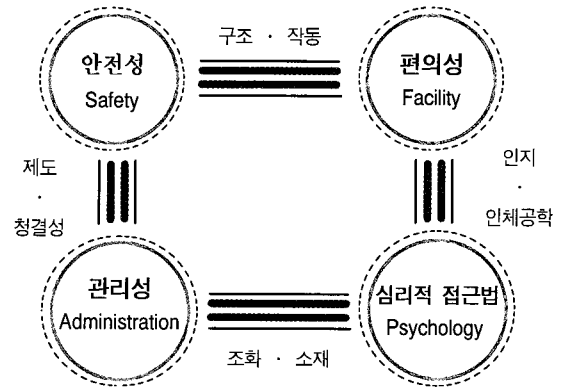 구조 · 작동
안전성
Safety
편의성
Facility
제도
·
청결성
인지
·
인체공학
관리성
Administration
심리적 접근법
Psychology
조화 · 소재